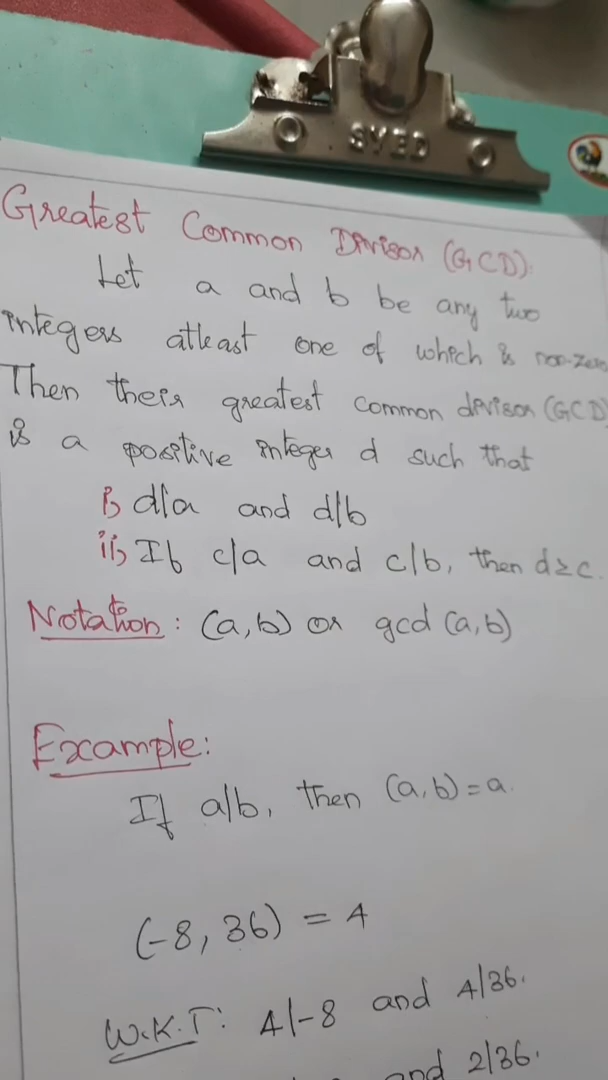 SYED
Greatest Common Divisor (GCD):
Let a and b be any two
integers atleast one of which is non-zero
Then their greatest common divisor (GCD)
is a positive integer d such that
i) d|a and d|b
ii) If c|a and c|b, then d≥c.
Notation: (a,b) or gcd (a,b)
Example:
If a|b, then (a,b)=a.
(-8, 36) = 4
W.K.T: 4|-8 and 4|36.
and 2|36.